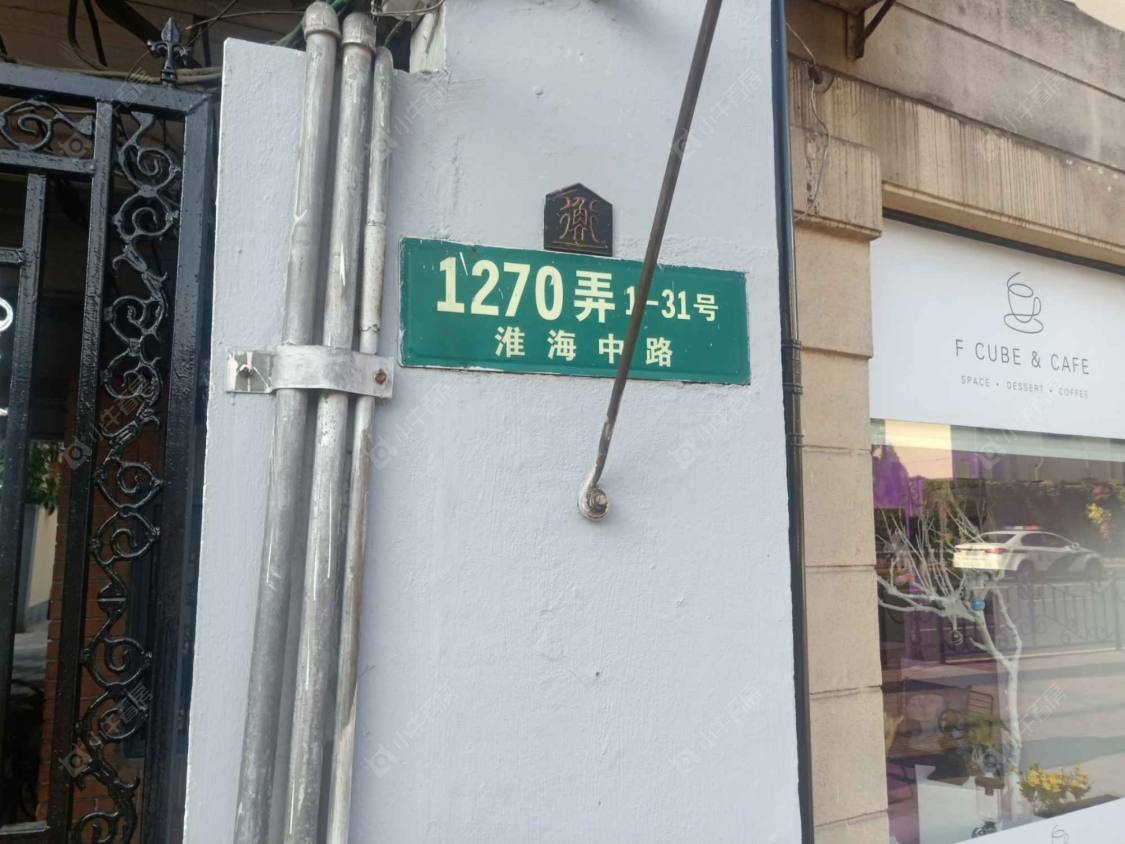 1270弄 1-31号
淮海中路
F CUBE & CAFE
SPACE • DESSERT • COFFEE